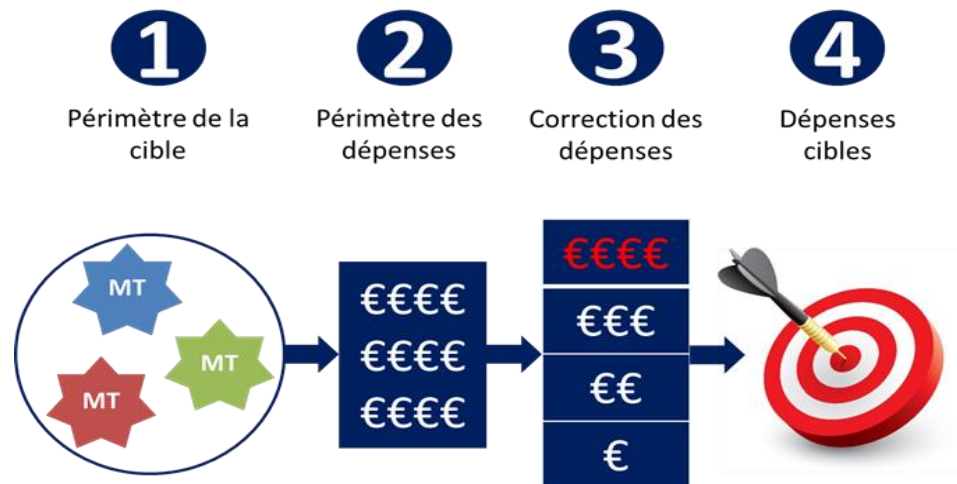 1
2
3
4
Périmètre de la
cible
Périmètre des
dépenses
Correction des
dépenses
Dépenses
cibles
MT
MT
MT
€€€€
€€€€
€€€€
€€€€
€€€
€€
€